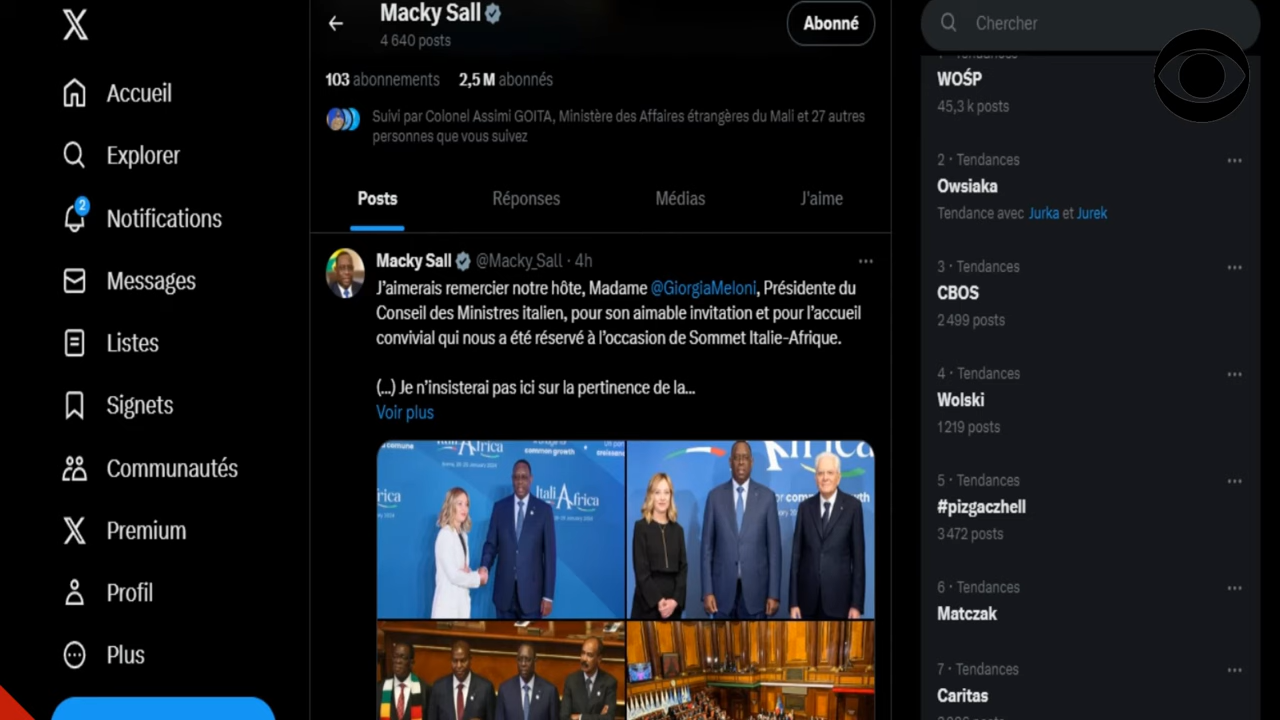 Accueil
Explorer
2
Notifications
Messages
Listes
Signets
Communautés
Premium
Profil
Plus
Macky Sall
4 640 posts
Abonné
103 abonnements 2,5 M abonnés
Suivi par Colonel Assimi GOITA, Ministère des Affaires étrangères du Mali et 27 autres
personnes que vous suivez
Posts Réponses Médias J'aime
Macky Sall @Macky_Sall · 4h
J'aimerais remercier notre hôte, Madame @GiorgiaMeloni, Présidente du
Conseil des Ministres italien, pour son aimable invitation et pour l'accueil
convivial qui nous a été réservé à l'occasion de Sommet Italie-Afrique.
(...) Je n'insisterai pas ici sur la pertinence de la...
Voir plus
common growth
ItaliAfrica
Chercher
WOŚP
45,3 k posts
2 · Tendances
Owsiaka
Tendance avec Jurka et Jurek
3 · Tendances
CBOS
2 499 posts
4 · Tendances
Wolski
1 219 posts
5 · Tendances
#pizgaczhell
3 472 posts
6 · Tendances
Matczak
7 · Tendances
Caritas